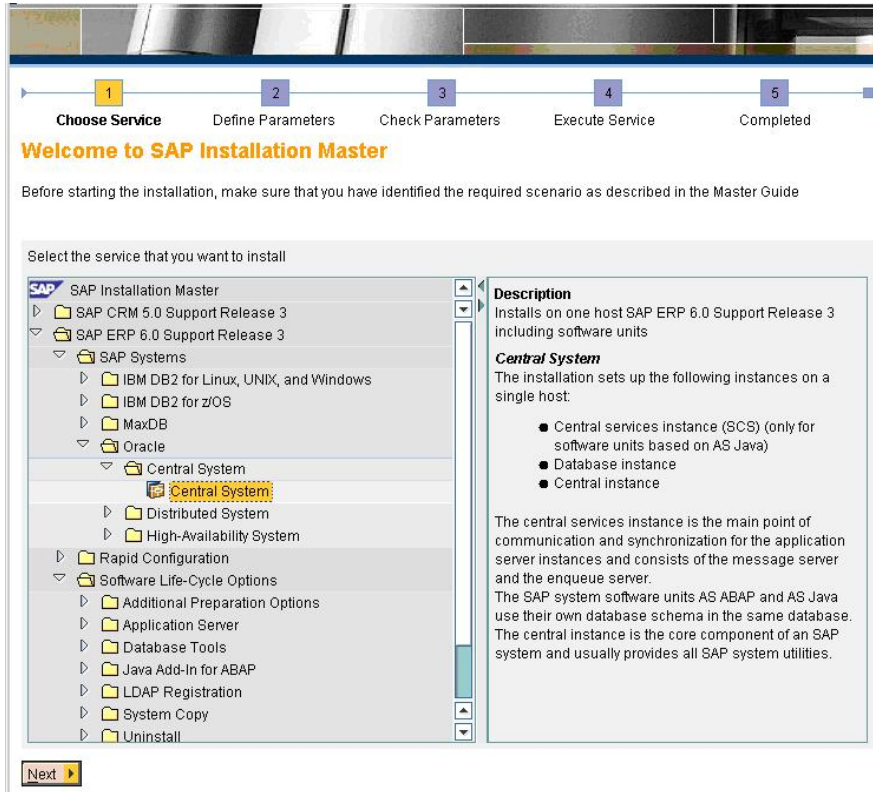 1 2 3 4 5
Choose Service Define Parameters Check Parameters Execute Service Completed
Welcome to SAP Installation Master
Before starting the installation, make sure that you have identified the required scenario as described in the Master Guide
Select the service that you want to install
SAP SAP Installation Master
SAP CRM 5.0 Support Release 3
SAP ERP 6.0 Support Release 3
SAP Systems
IBM DB2 for Linux, UNIX, and Windows
IBM DB2 for z/OS
MaxDB
Oracle
Central System
Central System
Distributed System
High-Availability System
Rapid Configuration
Software Life-Cycle Options
Additional Preparation Options
Application Server
Database Tools
Java Add-In for ABAP
LDAP Registration
System Copy
Uninstall
Description
Installs on one host SAP ERP 6.0 Support Release 3
including software units
Central System
The installation sets up the following instances on a
single host:
Central services instance (SCS) (only for
software units based on AS Java)
Database instance
Central instance
The central services instance is the main point of
communication and synchronization for the application
server instances and consists of the message server
and the enqueue server.
The SAP system software units AS ABAP and AS Java
use their own database schema in the same database.
The central instance is the core component of an SAP
system and usually provides all SAP system utilities.
Next